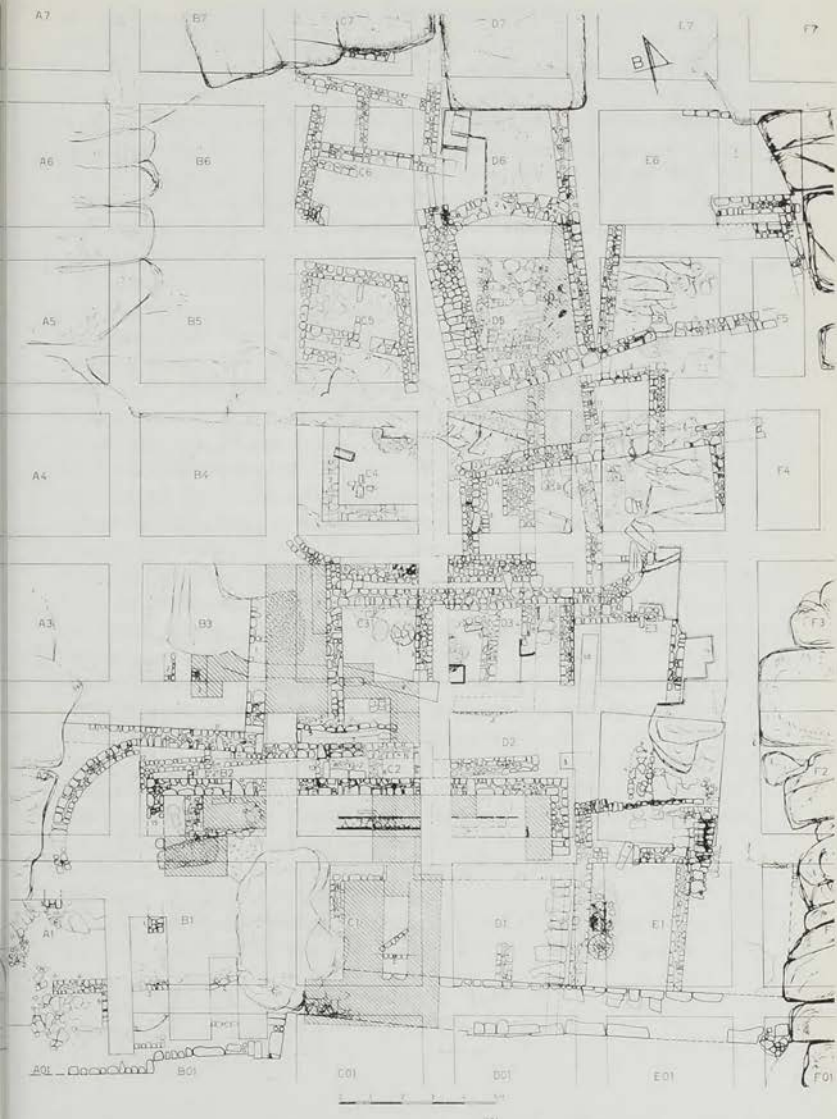 A7 B7 C7 D7 E7 F7
B
A6 B6 C6 D6 E6
A5 B5 C5 D5 F5
A4 B4 C4 D4 F4
A3 B3 C3 D3 E3 F3
B2 C2 D2 F2
A1 B1 C1 D1 E1
A01 B01 C01 D01 E01 F01